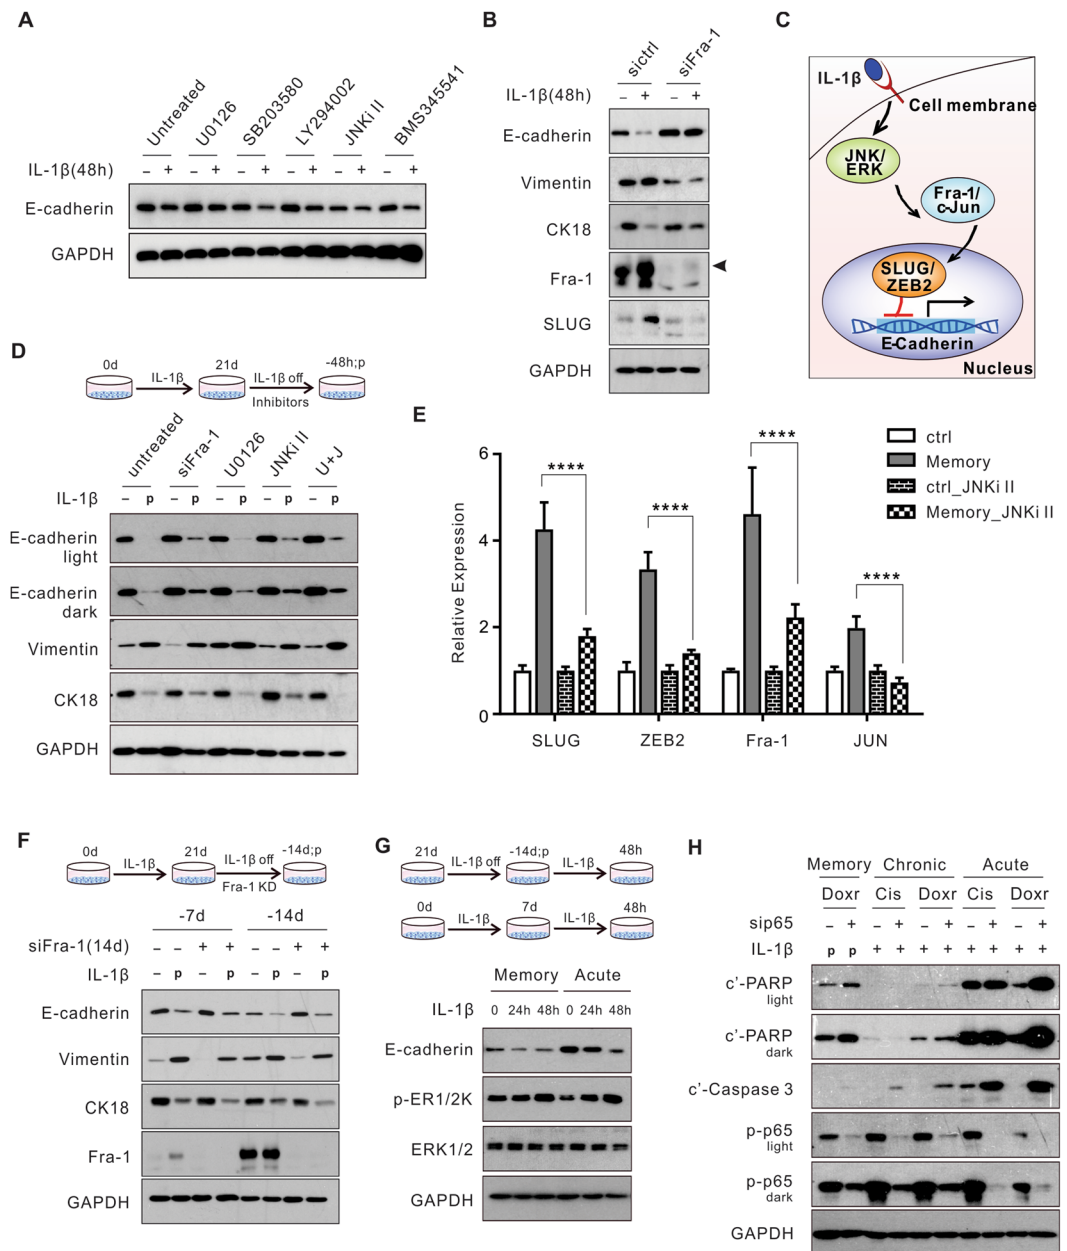 A
Untreated
U0126
SB203580
LY294002
JNKi II
BMS345541
IL-1β(48h) – + – + – + – + – + – +
E-cadherin
GAPDH
B
sictrl siFra-1
IL-1β(48h) – + – +
E-cadherin
Vimentin
CK18
Fra-1
SLUG
GAPDH
C
IL-1β
Cell membrane
JNK/
ERK
Fra-1/
c-Jun
SLUG/
ZEB2
E-Cadherin
Nucleus
D
0d IL-1β 21d IL-1β off -48h;p
Inhibitors
untreated
siFra-1
U0126
JNKi II
U+J
IL-1β – p – p – p – p – p
E-cadherin
light
E-cadherin
dark
Vimentin
CK18
GAPDH
E
ctrl
Memory
ctrl_JNKi II
Memory_JNKi II
Relative Expression
6
4
2
0
**** **** **** ****
SLUG ZEB2 Fra-1 JUN
F
0d IL-1β 21d IL-1β off -14d;p
Fra-1 KD
-7d -14d
siFra-1(14d) – – + + – – + +
IL-1β – p – p – p – p
E-cadherin
Vimentin
CK18
Fra-1
GAPDH
G
21d IL-1β off -14d;p IL-1β 48h
0d IL-1β 7d IL-1β 48h
Memory Acute
IL-1β 0 24h 48h 0 24h 48h
E-cadherin
p-ER1/2K
ERK1/2
GAPDH
H
Memory Chronic Acute
Doxr Cis Doxr Cis Doxr
sip65 – + – + – + – + – +
IL-1β p p + + + + + + + +
c'-PARP
light
c'-PARP
dark
c'-Caspase 3
p-p65
light
p-p65
dark
GAPDH